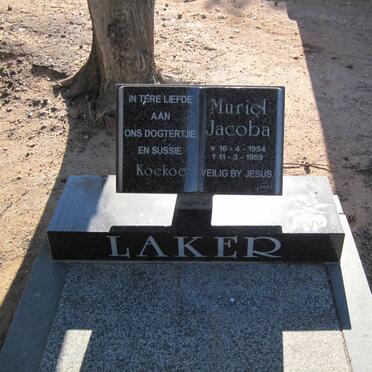 IN TERE LIEFDE
AAN
ONS DOGTERTJIE
EN SUSSIE
Kockoc
Muriel
Jacoba
* 16 - 4 - 1954
† 11 - 3 - 1959
VEILIG BY JESUS
LAKER